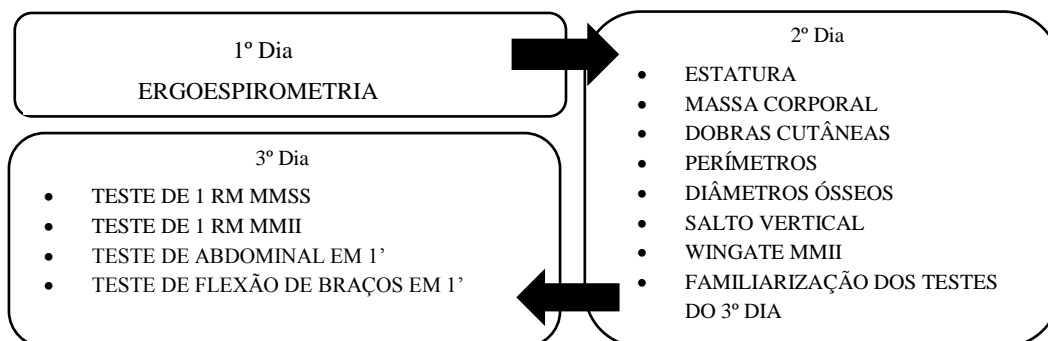 1º Dia
ERGOESPIROMETRIA
2º Dia
• ESTATURA
• MASSA CORPORAL
• DOBRAS CUTÂNEAS
• PERÍMETROS
• DIÂMETROS ÓSSEOS
• SALTO VERTICAL
• WINGATE MMII
• FAMILIARIZAÇÃO DOS TESTES
DO 3º DIA
3º Dia
• TESTE DE 1 RM MMSS
• TESTE DE 1 RM MMII
• TESTE DE ABDOMINAL EM 1’
• TESTE DE FLEXÃO DE BRAÇOS EM 1’